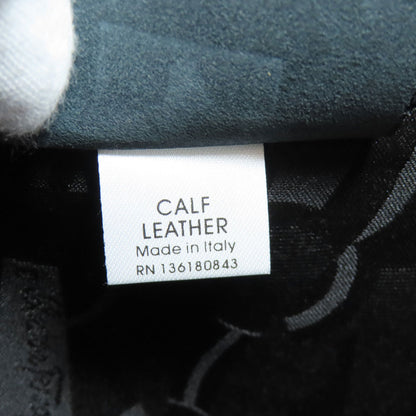 CALF
LEATHER
Made in Italy
RN 136180843